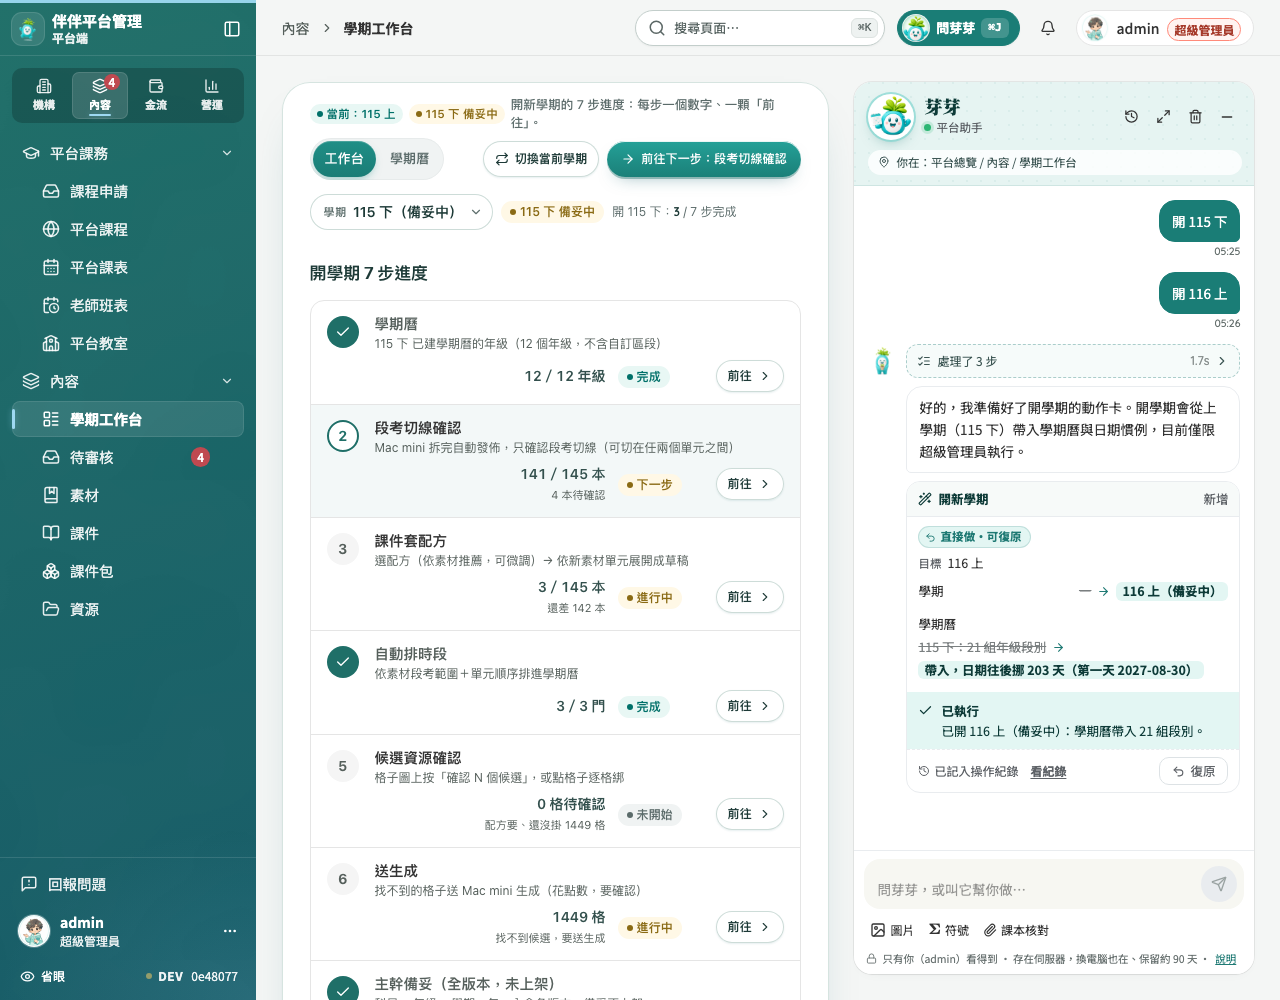 伴伴平台管理
平台端
機構
內容
4
金流
營運
平台課務
課程申請
平台課程
平台課表
老師班表
平台教室
內容
學期工作台
待審核
4
素材
課件
課件包
資源
回報問題
admin
超級管理員
省眼
DEV 0e48077
內容 > 學期工作台
搜尋頁面…
⌘K
問芽芽 ⌘J
admin 超級管理員
當前：115 上
115 下 備妥中
開新學期的 7 步進度：每步一個數字、一顆「前往」。
工作台
學期曆
切換當前學期
前往下一步：段考切線確認
學期 115 下（備妥中）
115 下 備妥中
開 115 下：3 / 7 步完成
開學期 7 步進度
學期曆
115 下 已建學期曆的年級（12 個年級，不含自訂區段）
12 / 12 年級
完成
前往
2
段考切線確認
Mac mini 拆完自動發佈，只確認段考切線（可切在任兩個單元之間）
141 / 145 本
4 本待確認
下一步
前往
3
課件套配方
選配方（依素材推薦，可微調）→ 依新素材單元展開成草稿
3 / 145 本
還差 142 本
進行中
前往
自動排時段
依素材段考範圍＋單元順序排進學期曆
3 / 3 門
完成
前往
5
候選資源確認
格子圖上按「確認 N 個候選」，或點格子逐格綁
0 格待確認
配方要、還沒掛 1449 格
未開始
前往
6
送生成
找不到的格子送 Mac mini 生成（花點數，要確認）
1449 格
找不到候選，要送生成
進行中
前往
主幹備妥（全版本，未上架）
芽芽
平台助手
你在：平台總覽 / 內容 / 學期工作台
開 115 下
05:25
開 116 上
05:26
處理了 3 步
1.7s
好的，我準備好了開學期的動作卡。開學期會從上學期（115 下）帶入學期曆與日期慣例，目前僅限超級管理員執行。
開新學期
新增
直接做・可復原
目標 116 上
學期
— → 116 上（備妥中）
學期曆
115 下：21 組年級段別 →
帶入，日期往後挪 203 天（第一天 2027-08-30）
已執行
已開 116 上（備妥中）：學期曆帶入 21 組段別。
已記入操作紀錄
看紀錄
復原
問芽芽，或叫它幫你做…
圖片
符號
課本核對
只有你（admin）看得到 · 存在伺服器，換電腦也在、保留約 90 天 · 說明